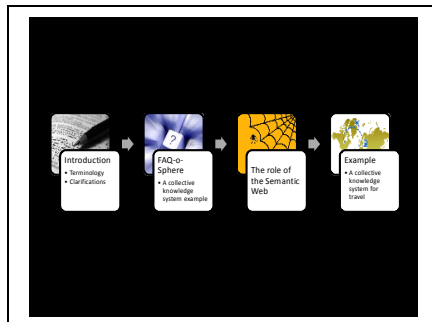 Introduction
• Terminology
• Clarifications
?
FAQ-o-
Sphere
• A collective
knowledge
system example
The role of
the Semantic
Web
Example
• A collective
knowledge
system for
travel